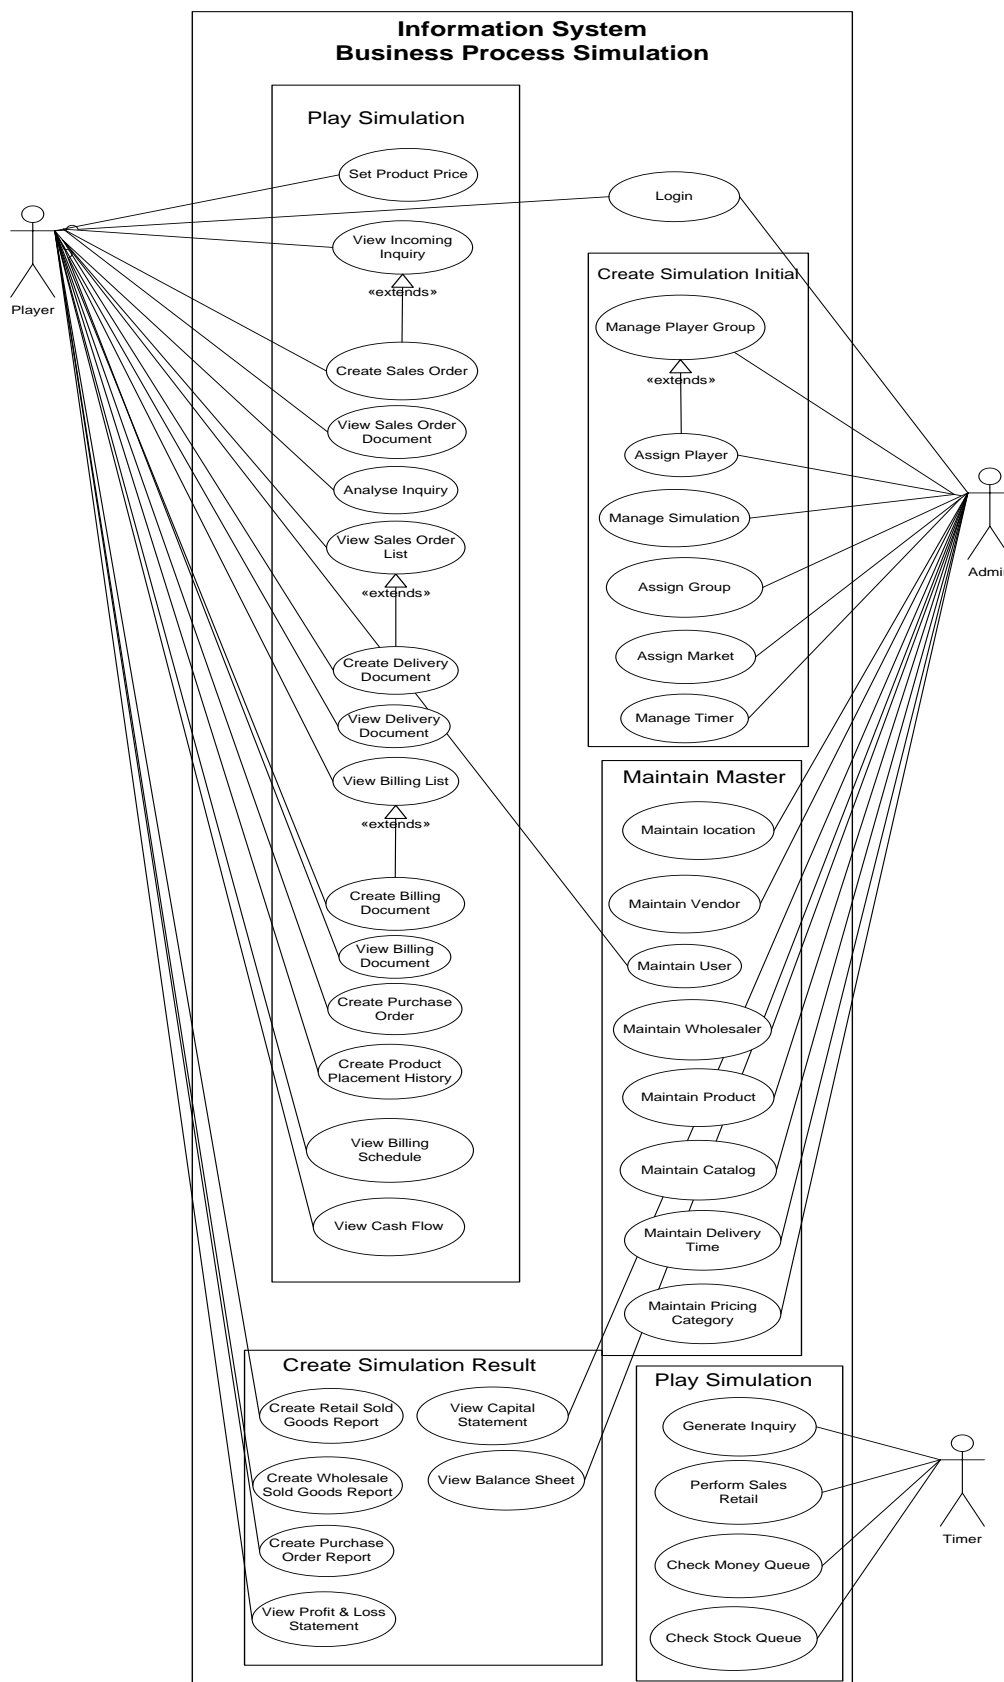 Information System
Business Process Simulation
Play Simulation
Set Product Price
View Incoming
Inquiry
«extends»
Create Sales Order
View Sales Order
Document
Analyse Inquiry
View Sales Order
List
«extends»
Create Delivery
Document
View Delivery
Document
View Billing List
«extends»
Create Billing
Document
View Billing
Document
Create Purchase
Order
Create Product
Placement History
View Billing
Schedule
View Cash Flow
Player
Login
Create Simulation Initial
Manage Player Group
«extends»
Assign Player
Manage Simulation
Assign Group
Assign Market
Manage Timer
Admin
Maintain Master
Maintain location
Maintain Vendor
Maintain User
Maintain Wholesaler
Maintain Product
Maintain Catalog
Maintain Delivery
Time
Maintain Pricing
Category
Create Simulation Result
Create Retail Sold
Goods Report
Create Wholesale
Sold Goods Report
Create Purchase
Order Report
View Profit & Loss
Statement
View Capital
Statement
View Balance Sheet
Play Simulation
Generate Inquiry
Perform Sales
Retail
Check Money Queue
Check Stock Queue
Timer